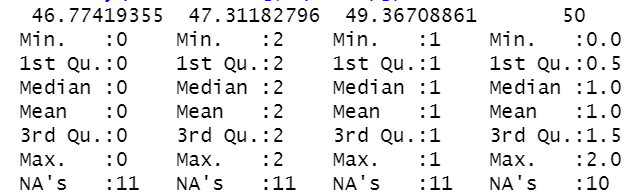 46.77419355 47.31182796 49.36708861 50
Min. :0 Min. :2 Min. :1 Min. :0.0
1st Qu.:0 1st Qu.:2 1st Qu.:1 1st Qu.:0.5
Median :0 Median :2 Median :1 Median :1.0
Mean :0 Mean :2 Mean :1 Mean :1.0
3rd Qu.:0 3rd Qu.:2 3rd Qu.:1 3rd Qu.:1.5
Max. :0 Max. :2 Max. :1 Max. :2.0
NA's :11 NA's :11 NA's :11 NA's :10